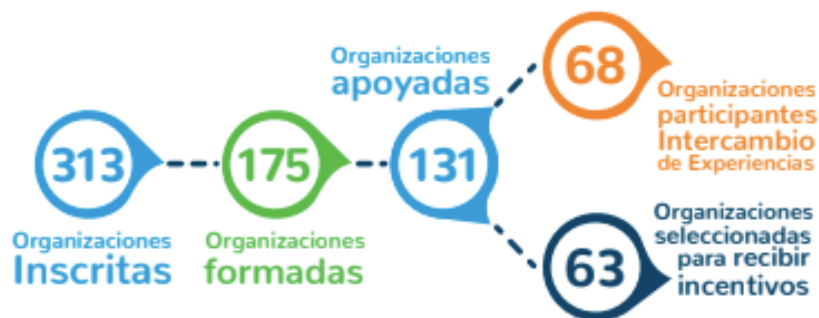 313
Organizaciones
Inscritas
175
Organizaciones
formadas
Organizaciones
apoyadas
131
68
Organizaciones
participantes
Intercambio
de Experiencias
63
Organizaciones
seleccionadas
para recibir
incentivos